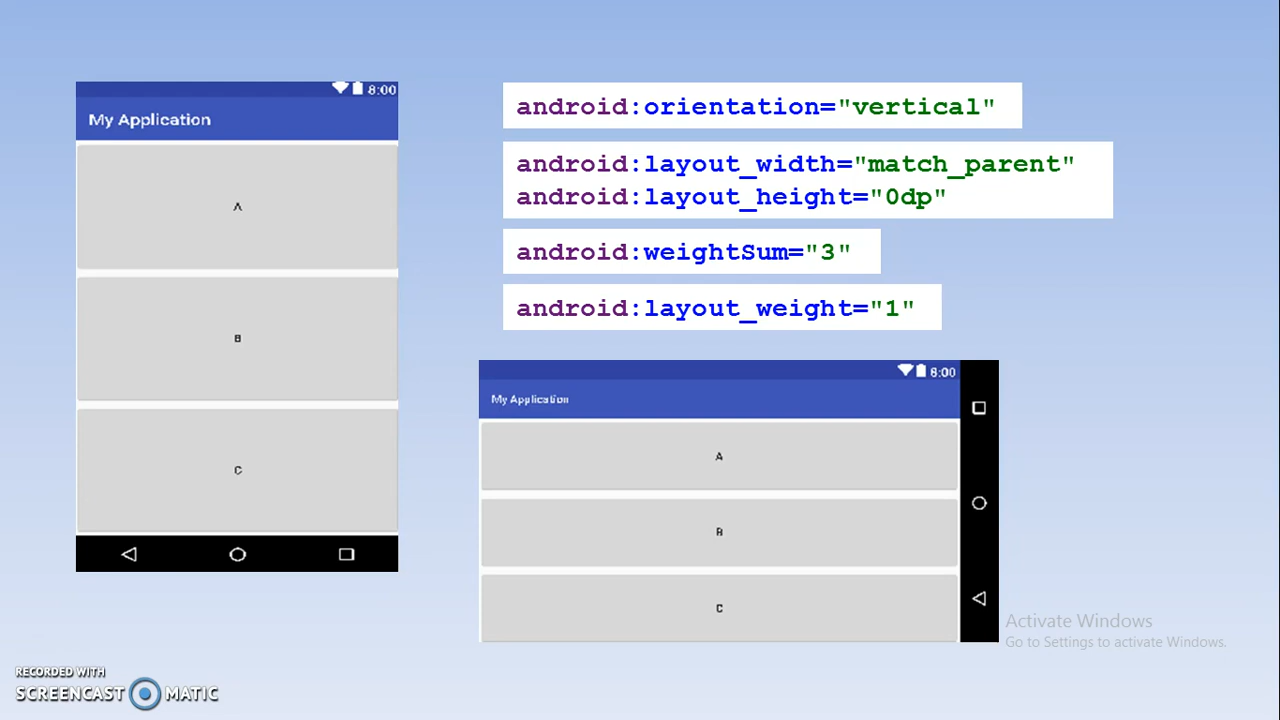 8:00
My Application
A
B
C
android:orientation="vertical"
android:layout_width="match_parent"
android:layout_height="0dp"
android:weightSum="3"
android:layout_weight="1"
8:00
My Application
A
B
C
Activate Windows
Go to Settings to activate Windows.
RECORDED WITH
SCREENCAST MATIC